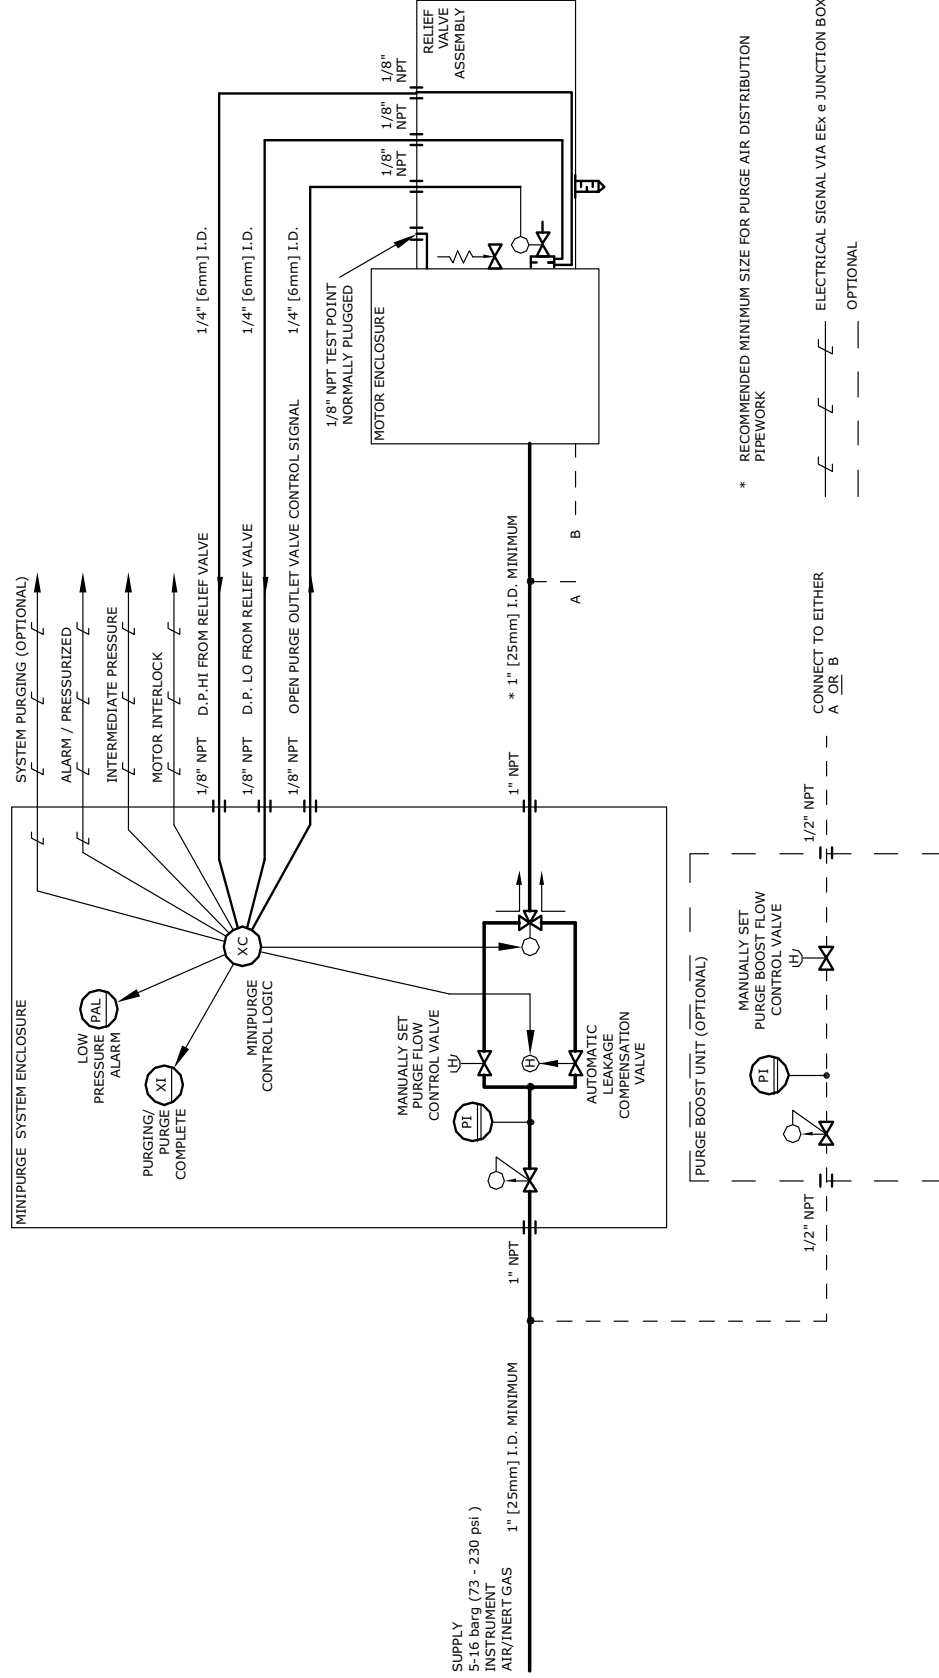 SUPPLY
5-16 barg (73 - 230 psi )
INSTRUMENT
AIR/INERT GAS
1" [25mm] I.D. MINIMUM
1" NPT
MINIPURGE SYSTEM ENCLOSURE
PURGING/
PURGE
COMPLETE
XI
LOW
PRESSURE
ALARM
PAL
MINIPURGE
CONTROL LOGIC
XC
PI
MANUALLY SET
PURGE FLOW
CONTROL VALVE
H
H
AUTOMATIC
LEAKAGE
COMPENSATION
VALVE
SYSTEM PURGING (OPTIONAL)
ALARM / PRESSURIZED
INTERMEDIATE PRESSURE
MOTOR INTERLOCK
1/8" NPT
D.P.HI FROM RELIEF VALVE
1/4" [6mm] I.D.
1/8" NPT
D.P. LO FROM RELIEF VALVE
1/4" [6mm] I.D.
1/8" NPT
OPEN PURGE OUTLET VALVE CONTROL SIGNAL
1/4" [6mm] I.D.
1" NPT
* 1" [25mm] I.D. MINIMUM
A
B
1/8" NPT TEST POINT
NORMALLY PLUGGED
MOTOR ENCLOSURE
1/8"
NPT
1/8"
NPT
1/8"
NPT
RELIEF
VALVE
ASSEMBLY
1/2" NPT
PURGE BOOST UNIT (OPTIONAL)
PI
MANUALLY SET
PURGE BOOST FLOW
CONTROL VALVE
H
1/2" NPT
CONNECT TO EITHER
A OR B
* RECOMMENDED MINIMUM SIZE FOR PURGE AIR DISTRIBUTION
PIPEWORK
ELECTRICAL SIGNAL VIA EEx e JUNCTION BOX
OPTIONAL